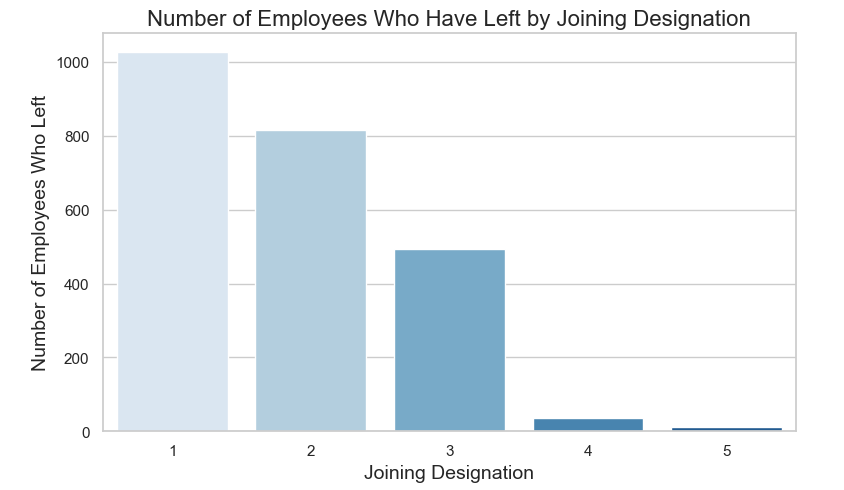 Number of Employees Who Have Left by Joining Designation
Number of Employees Who Left
1000
800
600
400
200
0
1 2 3 4 5
Joining Designation